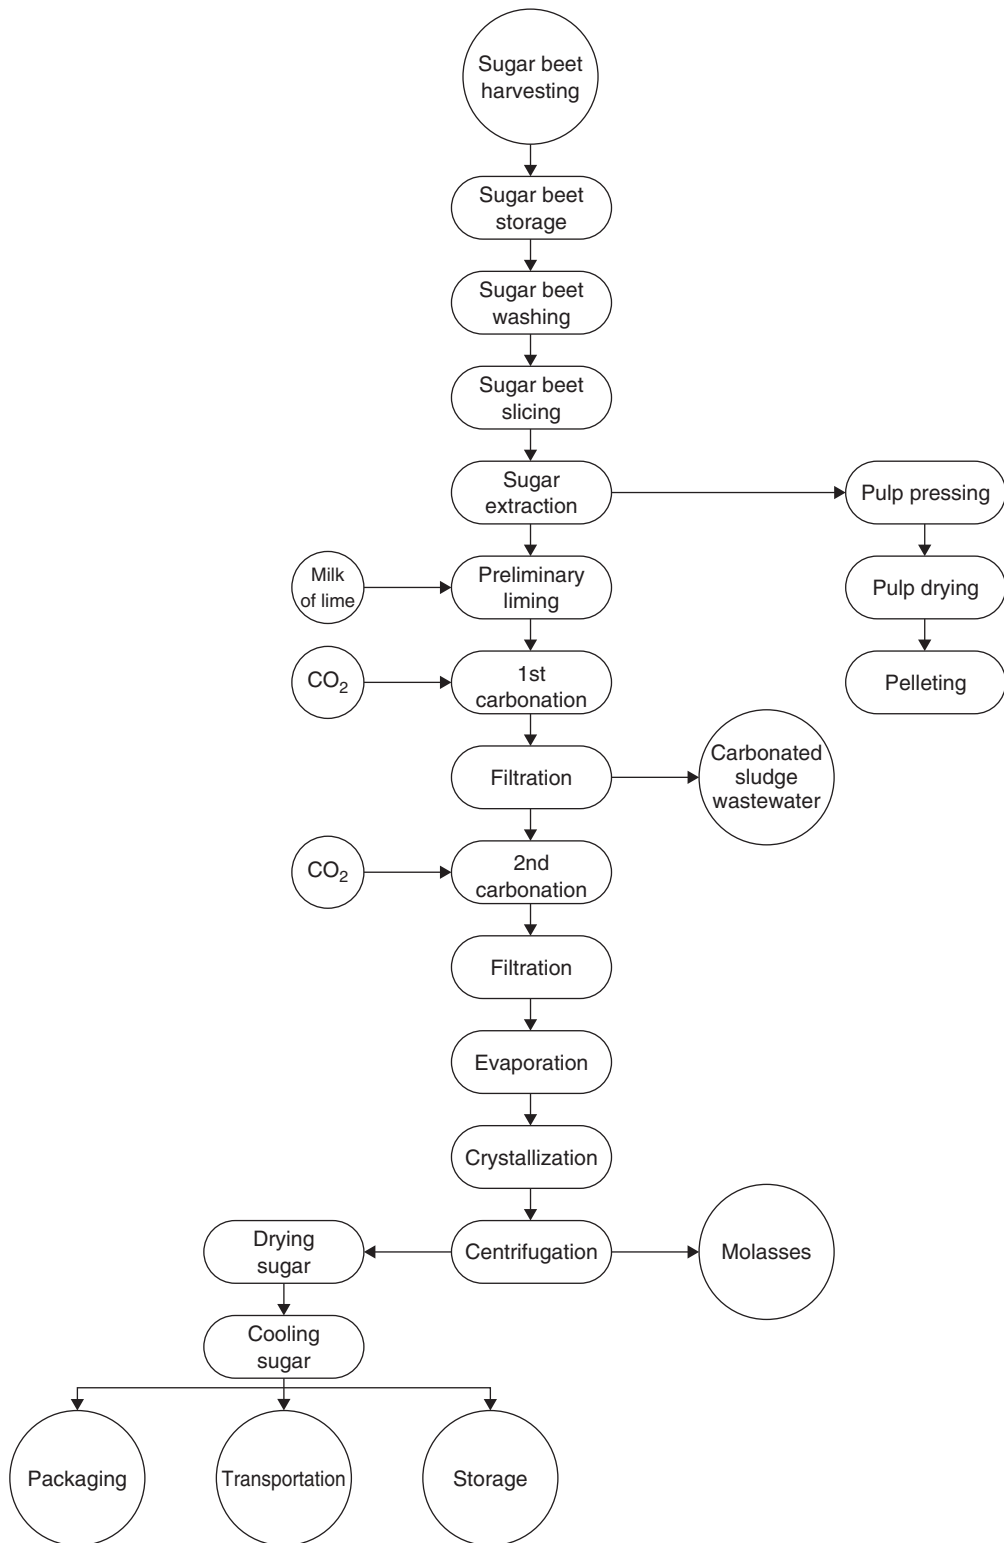 Sugar beet
harvesting
Sugar beet
storage
Sugar beet
washing
Sugar beet
slicing
Sugar
extraction
Pulp pressing
Milk
of lime
Preliminary
liming
Pulp drying
CO2
1st
carbonation
Pelleting
Filtration
Carbonated
sludge
wastewater
CO2
2nd
carbonation
Filtration
Evaporation
Crystallization
Drying
sugar
Centrifugation
Molasses
Cooling
sugar
Packaging
Transportation
Storage